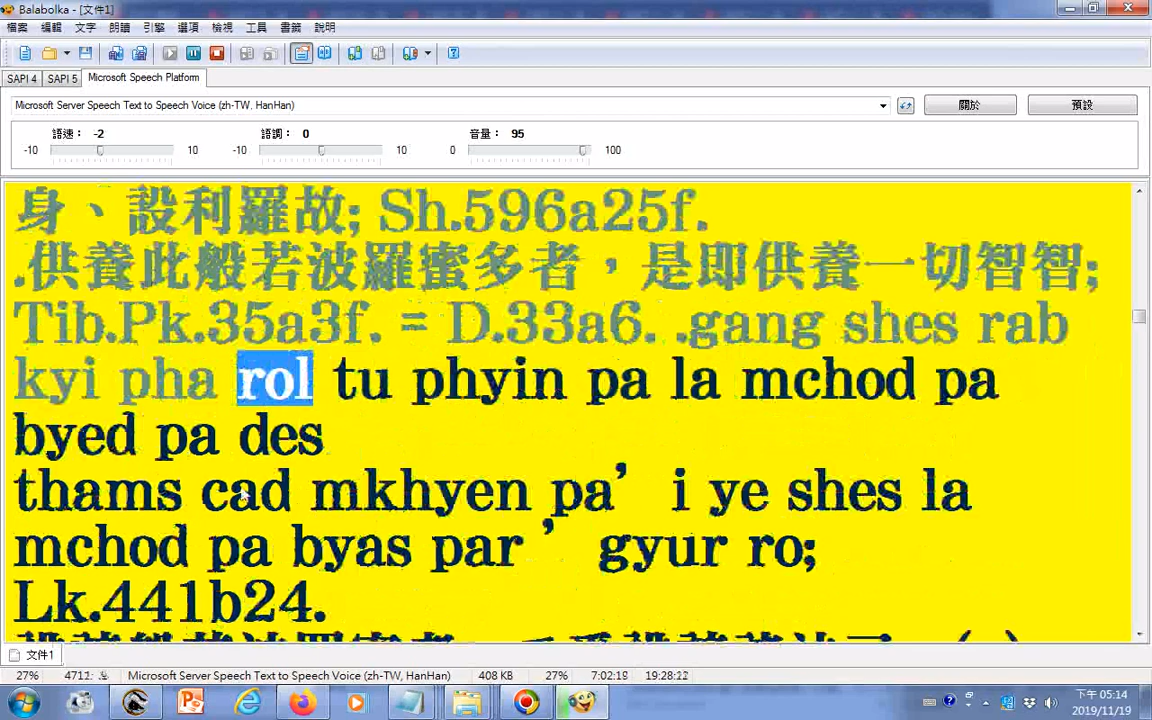 Balabolka - [文件1]
檔案 編輯 文字 朗讀 引擎 選項 檢視 工具 書籤 說明
SAPI 4 SAPI 5 Microsoft Speech Platform
Microsoft Server Speech Text to Speech Voice (zh-TW, HanHan) 關於 預設
語速： -2 語調： 0 音量： 95
-10 10 -10 10 0 100
身、設利羅故; Sh.596a25f.
.供養此般若波羅蜜多者，是即供養一切智智;
Tib.Pk.35a3f. = D.33a6. .gang shes rab
kyi pha rol tu phyin pa la mchod pa
byed pa des
thams cad mkhyen pa’i ye shes la
mchod pa byas par ’gyur ro;
Lk.441b24.
文件1
27% Microsoft Server Speech Text to Speech Voice (zh-TW, HanHan) 408 KB 27% 7:02:19 19:28:22
下午 05:14
2019/11/19